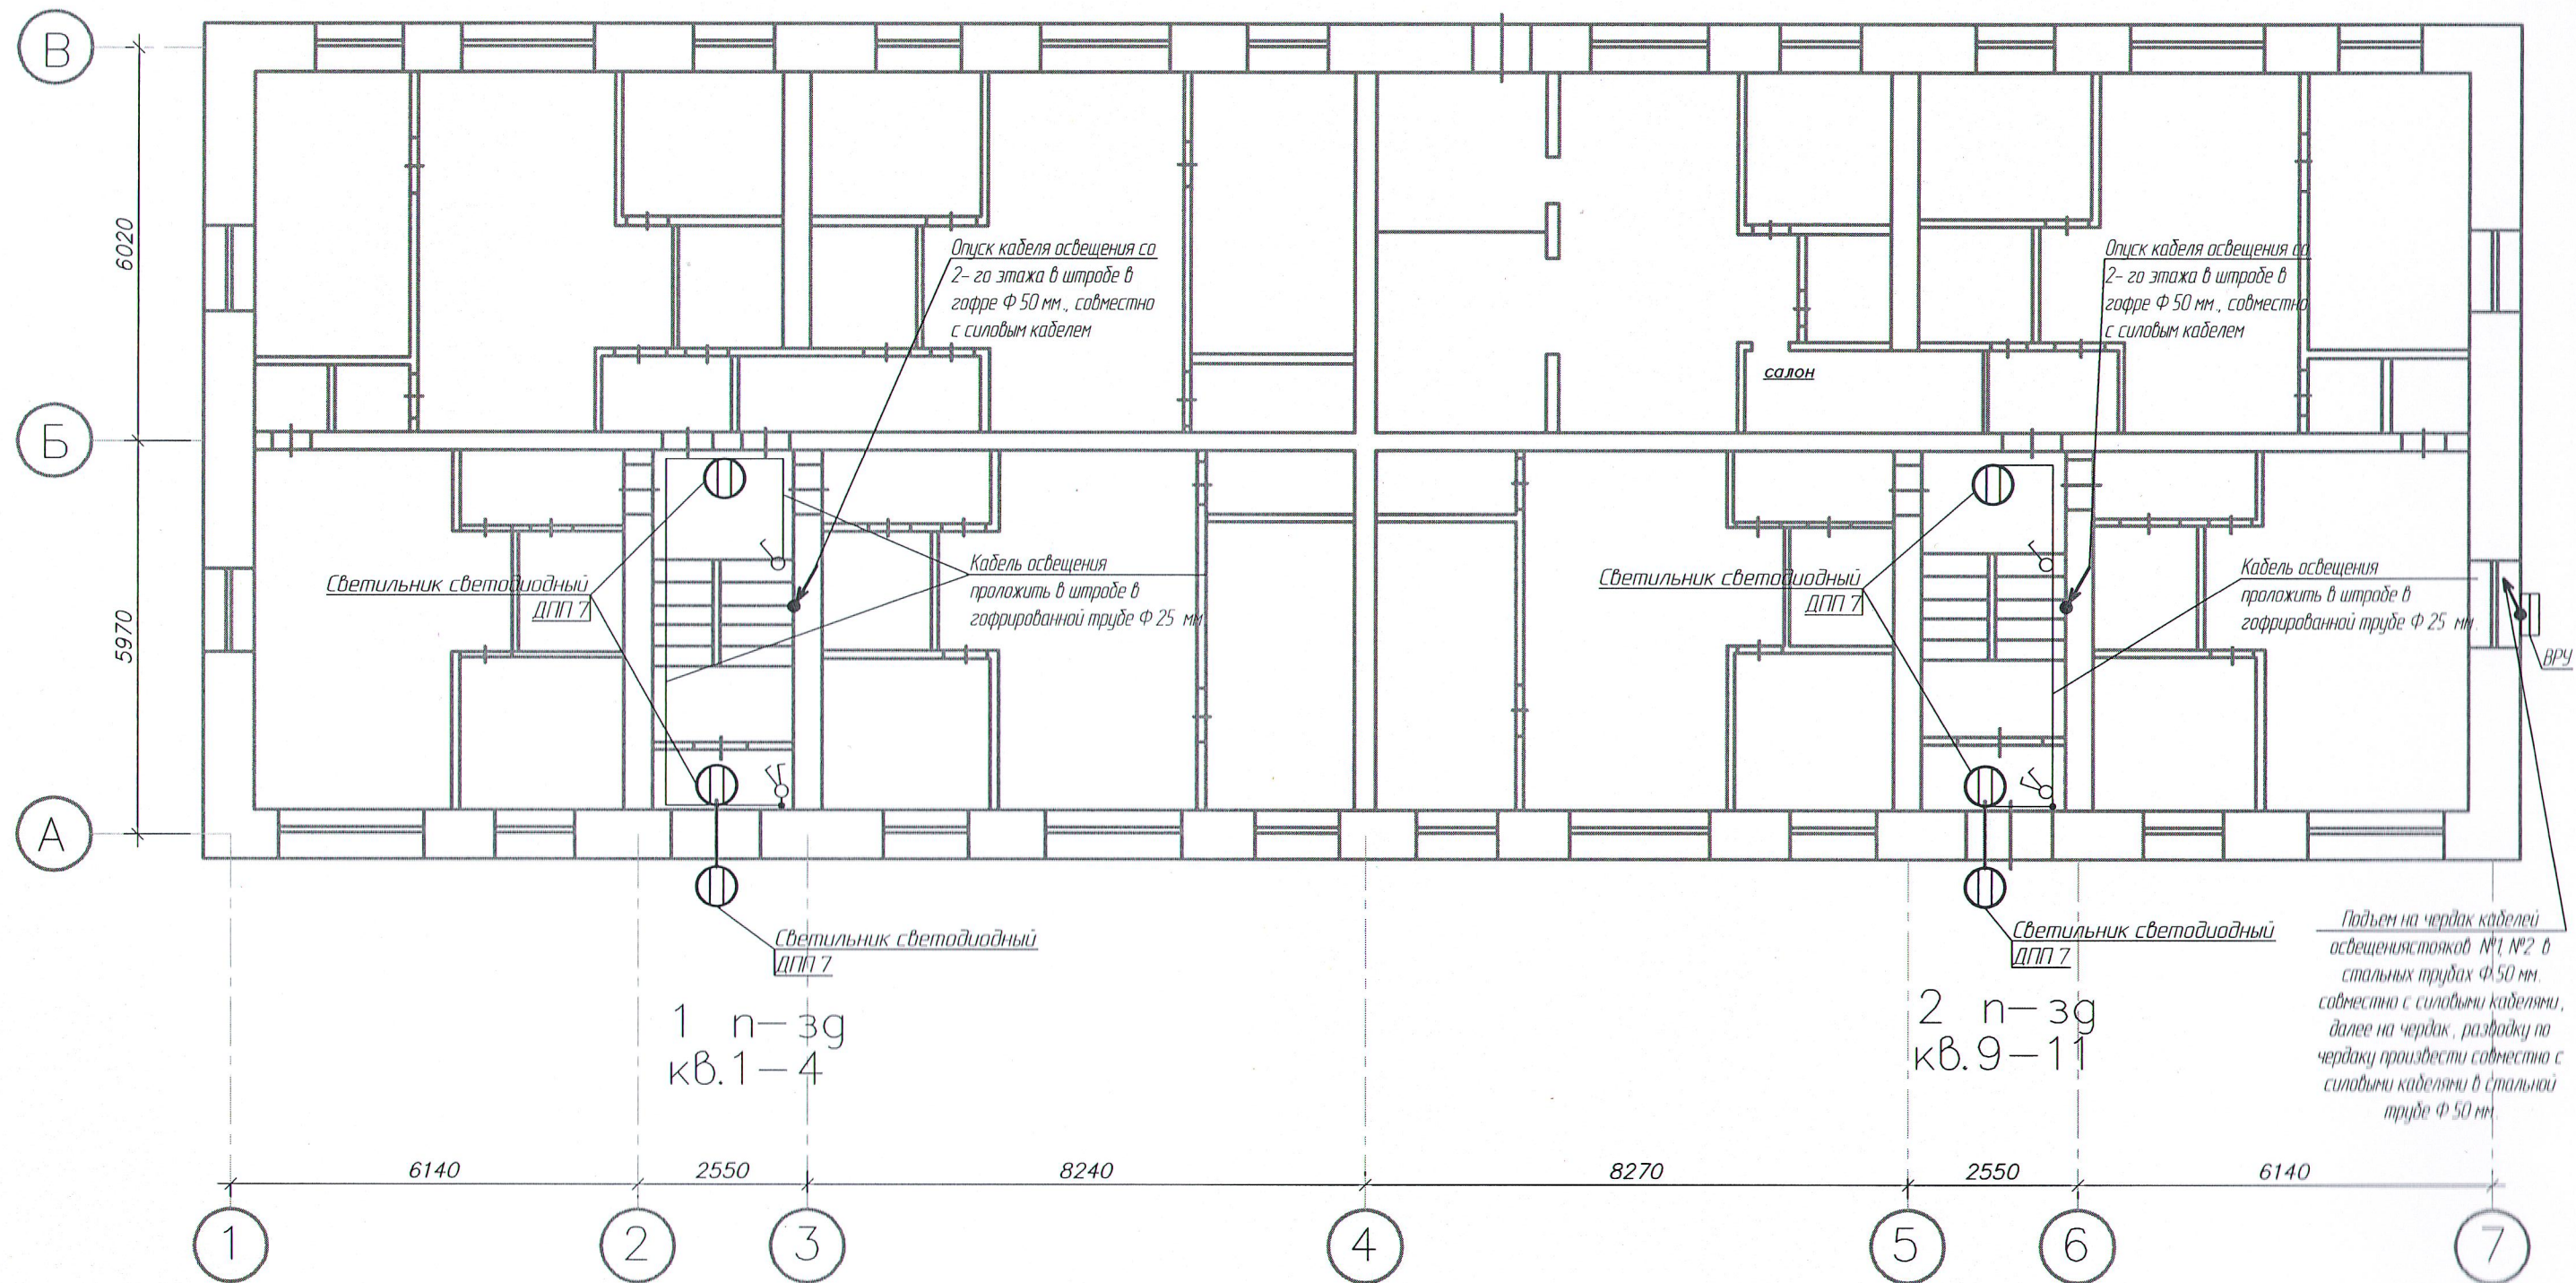 В
6020
Б
5970
А
Опуск кабеля освещения со
2- го этажа в штробе в
гофре Ф 50 мм., совместно
с силовым кабелем
Опуск кабеля освещения со
2- го этажа в штробе в
гофре Ф 50 мм., совместно
с силовым кабелем
салон
Светильник светодиодный
ДПП 7
Кабель освещения
проложить в штробе в
гофрированной трубе Ф 25 мм
Светильник светодиодный
ДПП 7
Кабель освещения
проложить в штробе в
гофрированной трубе Ф 25 мм.
ВРУ
Светильник светодиодный
ДПП 7
Светильник светодиодный
ДПП 7
Подъем на чердак кабелей
освещениястояков №1, №2 в
стальных трубах Ф 50 мм.
совместно с силовыми кабелями,
далее на чердак, разводку по
чердаку произвести совместно с
силовыми кабелями в стальной
трубе Ф 50 мм.
1 п-зд
кв.1-4
2 п-зд
кв.9-11
6140
2550
8240
8270
2550
6140
1
2
3
4
5
6
7